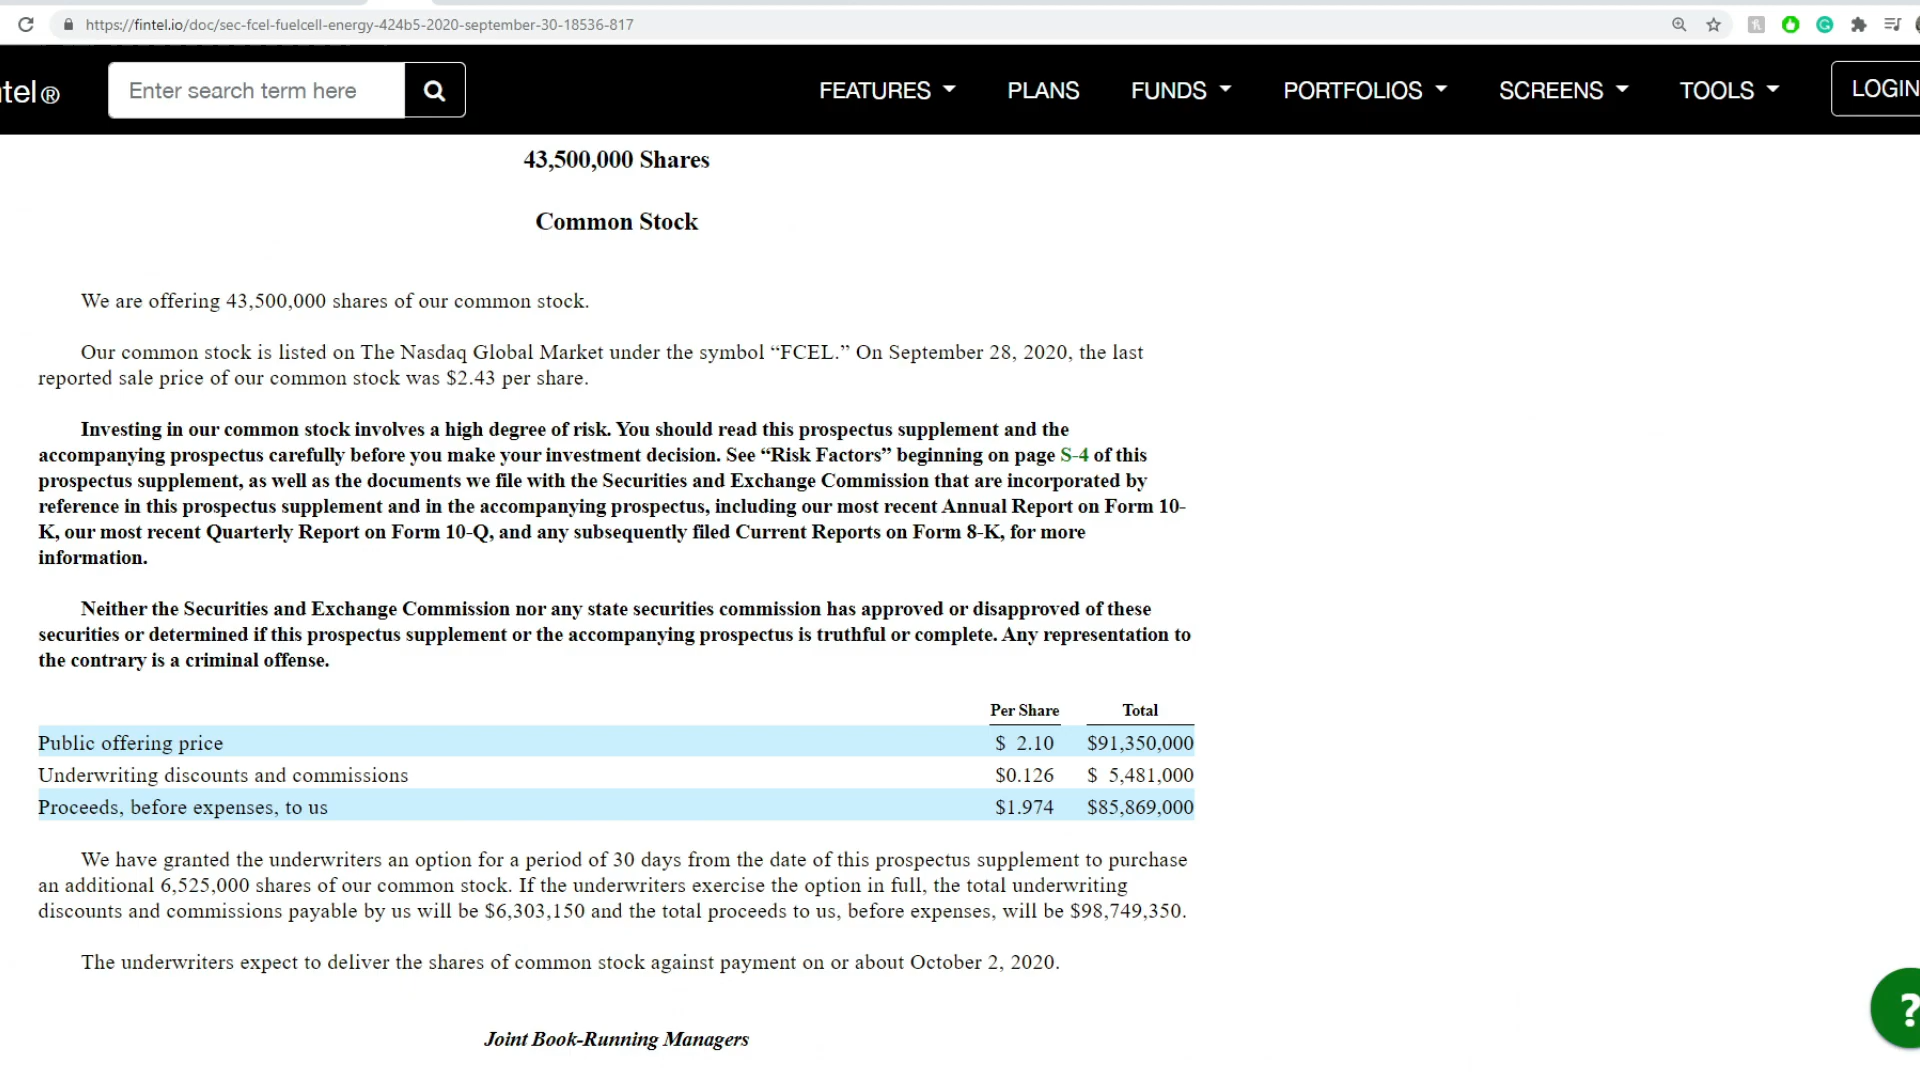 https://fintel.io/doc/sec-fcel-fuelcell-energy-424b5-2020-september-30-18536-817
tel® Enter search term here FEATURES PLANS FUNDS PORTFOLIOS SCREENS TOOLS LOGIN
43,500,000 Shares
Common Stock
We are offering 43,500,000 shares of our common stock.
Our common stock is listed on The Nasdaq Global Market under the symbol “FCEL.” On September 28, 2020, the last
reported sale price of our common stock was $2.43 per share.
Investing in our common stock involves a high degree of risk. You should read this prospectus supplement and the
accompanying prospectus carefully before you make your investment decision. See “Risk Factors” beginning on page S-4 of this
prospectus supplement, as well as the documents we file with the Securities and Exchange Commission that are incorporated by
reference in this prospectus supplement and in the accompanying prospectus, including our most recent Annual Report on Form 10-
K, our most recent Quarterly Report on Form 10-Q, and any subsequently filed Current Reports on Form 8-K, for more
information.
Neither the Securities and Exchange Commission nor any state securities commission has approved or disapproved of these
securities or determined if this prospectus supplement or the accompanying prospectus is truthful or complete. Any representation to
the contrary is a criminal offense.
Per Share Total
Public offering price $ 2.10 $91,350,000
Underwriting discounts and commissions $0.126 $ 5,481,000
Proceeds, before expenses, to us $1.974 $85,869,000
We have granted the underwriters an option for a period of 30 days from the date of this prospectus supplement to purchase
an additional 6,525,000 shares of our common stock. If the underwriters exercise the option in full, the total underwriting
discounts and commissions payable by us will be $6,303,150 and the total proceeds to us, before expenses, will be $98,749,350.
The underwriters expect to deliver the shares of common stock against payment on or about October 2, 2020.
Joint Book-Running Managers
?